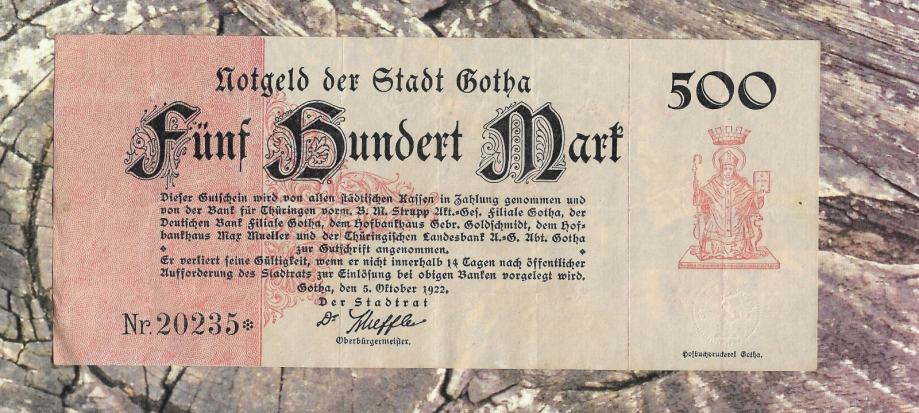 Notgeld der Stadt Gotha
500
Fünf Hundert Mark
Dieser Gutschein wird von allen städtischen Kassen in Zahlung genommen und
von der Bank für Thüringen vorm. B. M. Strupp Akt.-Ges. Filiale Gotha, der
Deutschen Bank Filiale Gotha, dem Hofbankhaus Gebr. Goldschmidt, dem Hof-
bankhaus Max Mueller und der Thüringischen Landesbank A.-G. Abt. Gotha
zur Gutschrift angenommen.
Er verliert seine Gültigkeit, wenn er nicht innerhalb 14 Tagen nach öffentlicher
Aufforderung des Stadtrats zur Einlösung bei obigen Banken vorgelegt wird.
Gotha, den 5. Oktober 1922.
Der Stadtrat
Dr Scheffler
Oberbürgermeister.
Nr. 20235*
Hofbuchdruckerei Gotha.